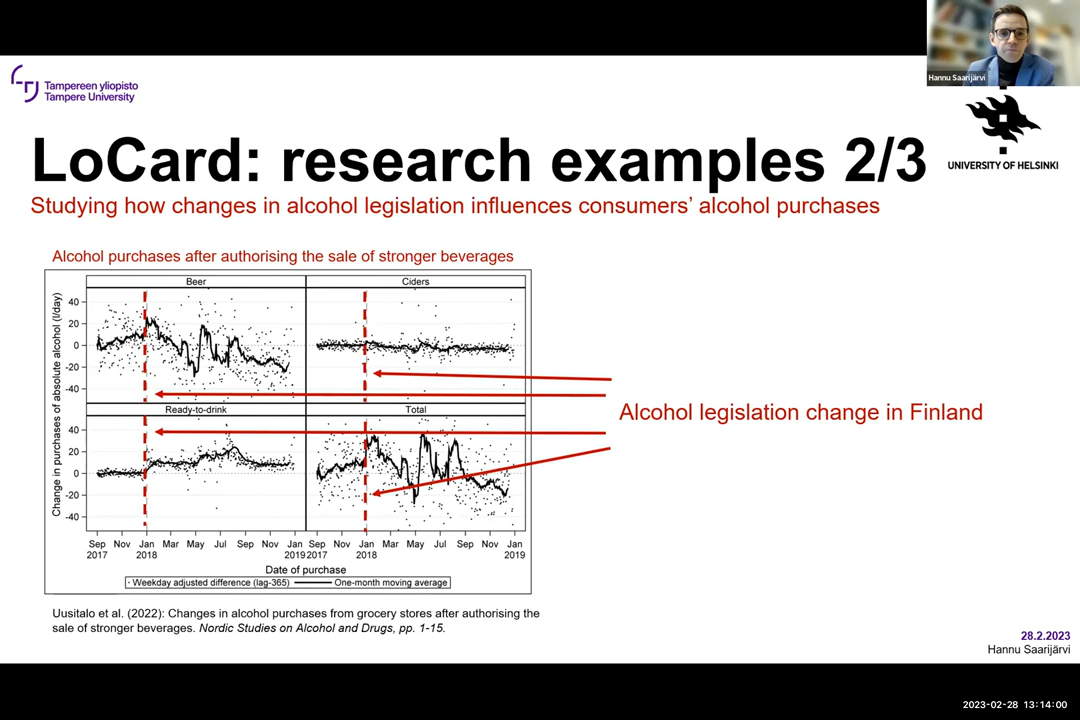 Hannu Saarijärvi
Tampereen yliopisto
Tampere University
UNIVERSITY OF HELSINKI
LoCard: research examples 2/3
Studying how changes in alcohol legislation influences consumers' alcohol purchases
Alcohol purchases after authorising the sale of stronger beverages
Beer
Ciders
Change in purchases of absolute alcohol (l/day)
40
20
0
-20
-40
Ready-to-drink
Total
40
20
0
-20
-40
Sep Nov Jan Mar May Jul Sep Nov Jan Sep Nov Jan Mar May Jul Sep Nov Jan
2017 2018 2019 2017 2018 2019
Date of purchase
· Weekday adjusted difference (lag-365) One-month moving average
Alcohol legislation change in Finland
Uusitalo et al. (2022): Changes in alcohol purchases from grocery stores after authorising the
sale of stronger beverages. Nordic Studies on Alcohol and Drugs, pp. 1-15.
28.2.2023
Hannu Saarijärvi
2023-02-28 13:14:00